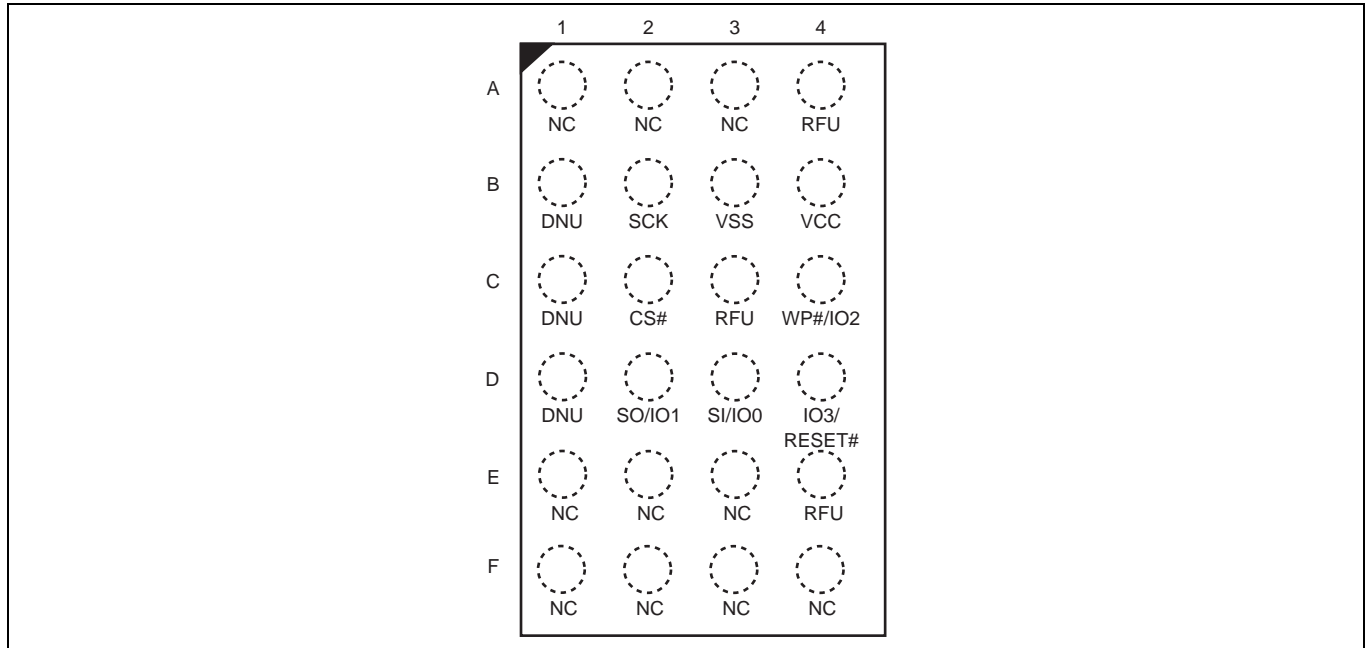 1 2 3 4
A
NC NC NC RFU
B
DNU SCK VSS VCC
C
DNU CS# RFU WP#/IO2
D
DNU SO/IO1 SI/IO0 IO3/
RESET#
E
NC NC NC RFU
F
NC NC NC NC